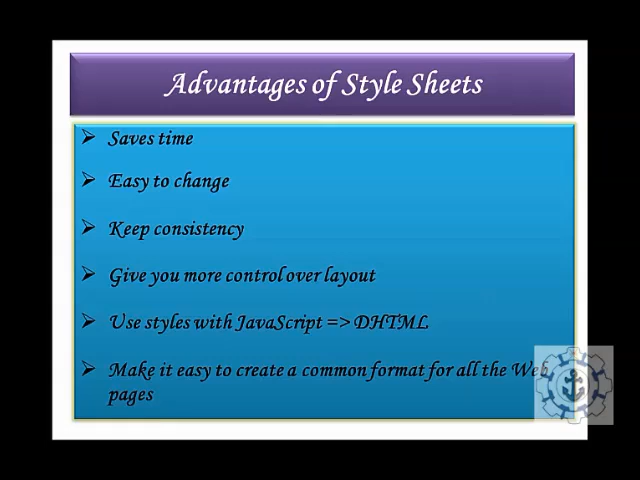 Advantages of Style Sheets
Saves time
Easy to change
Keep consistency
Give you more control over layout
Use styles with JavaScript => DHTML
Make it easy to create a common format for all the Web
pages